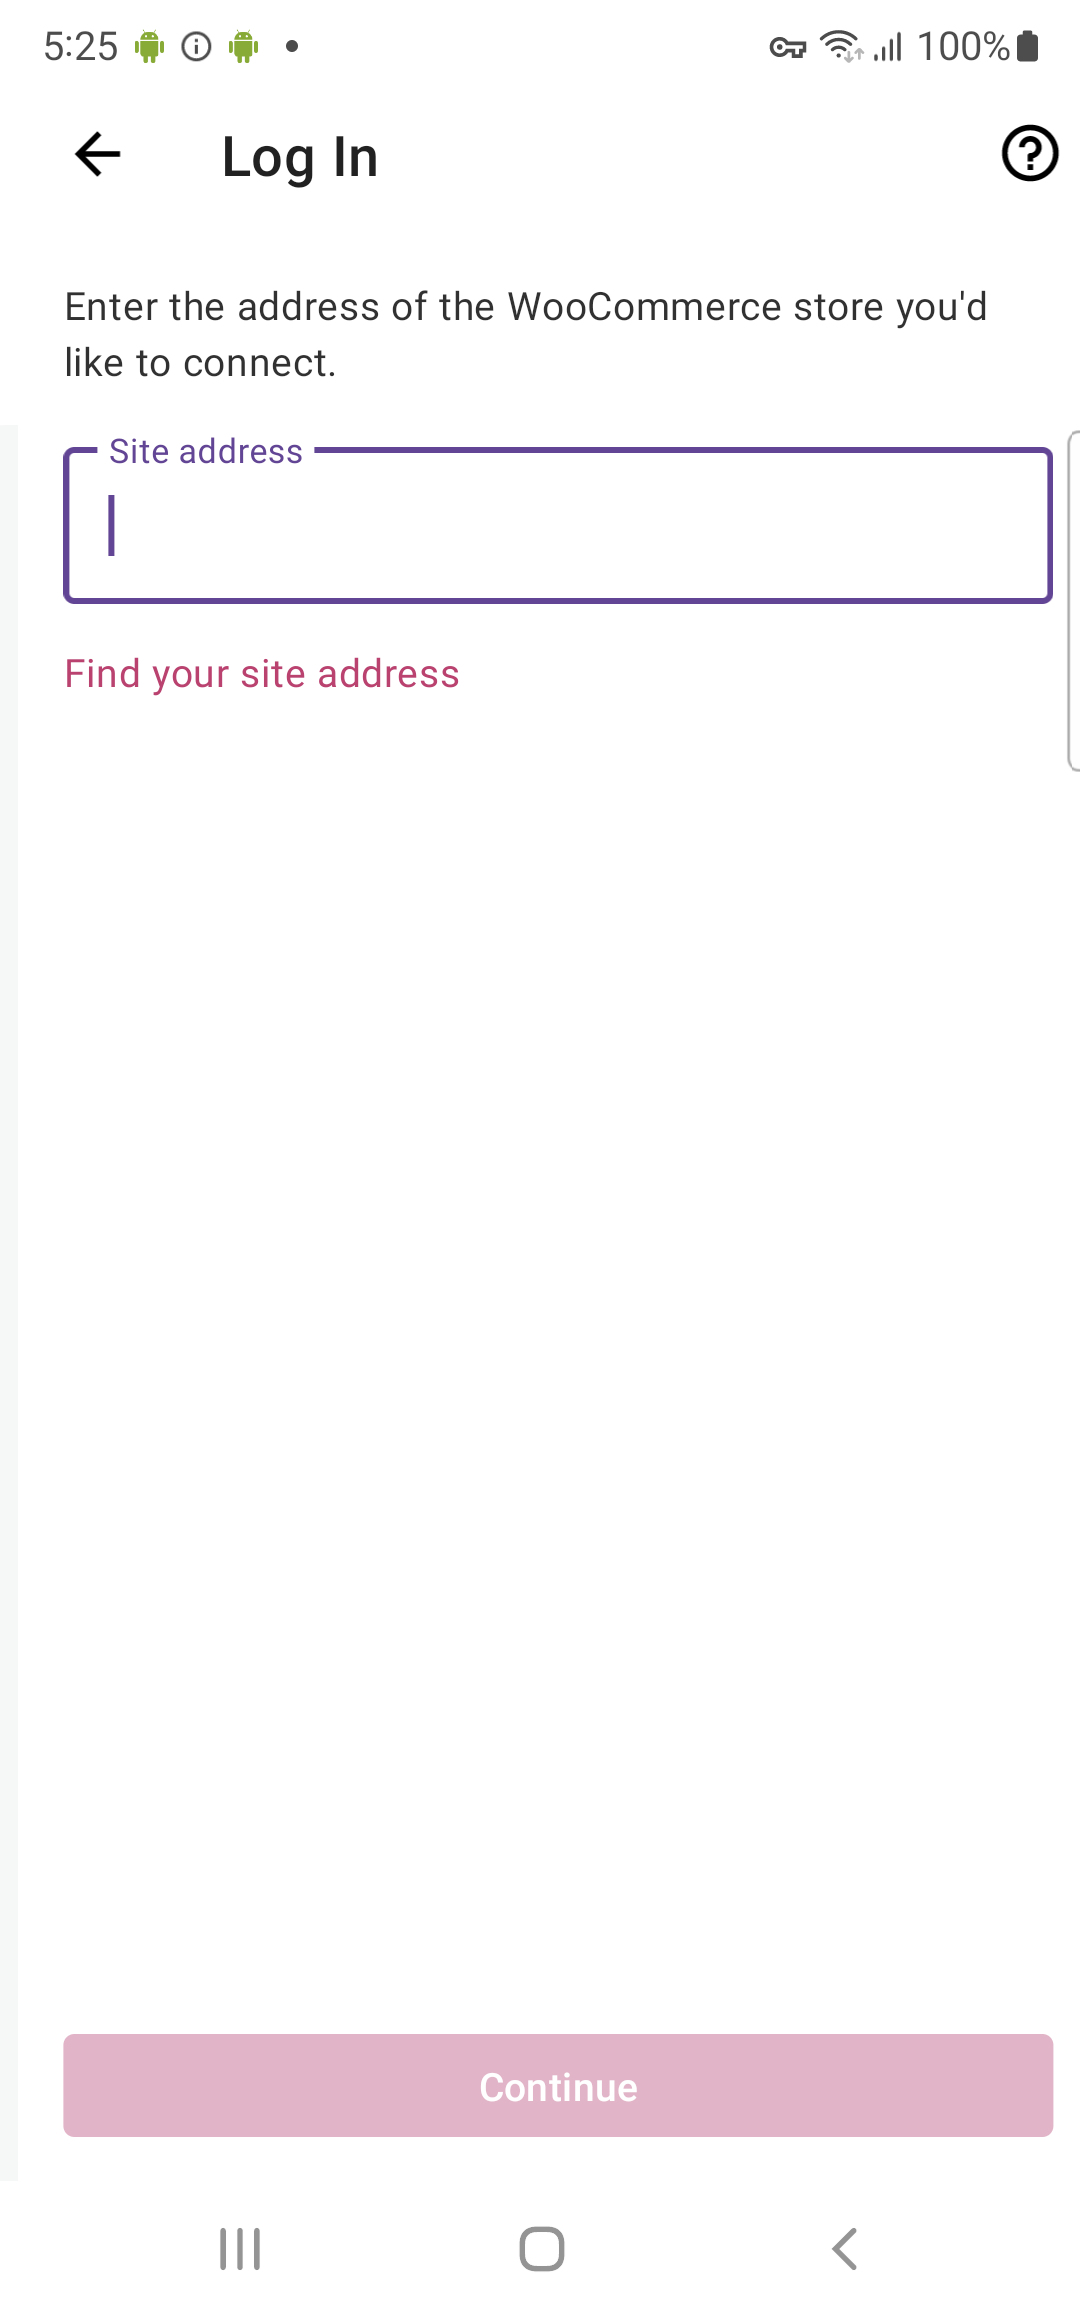 5:25
100%
Log In
Enter the address of the WooCommerce store you'd
like to connect.
Site address
Find your site address
Continue